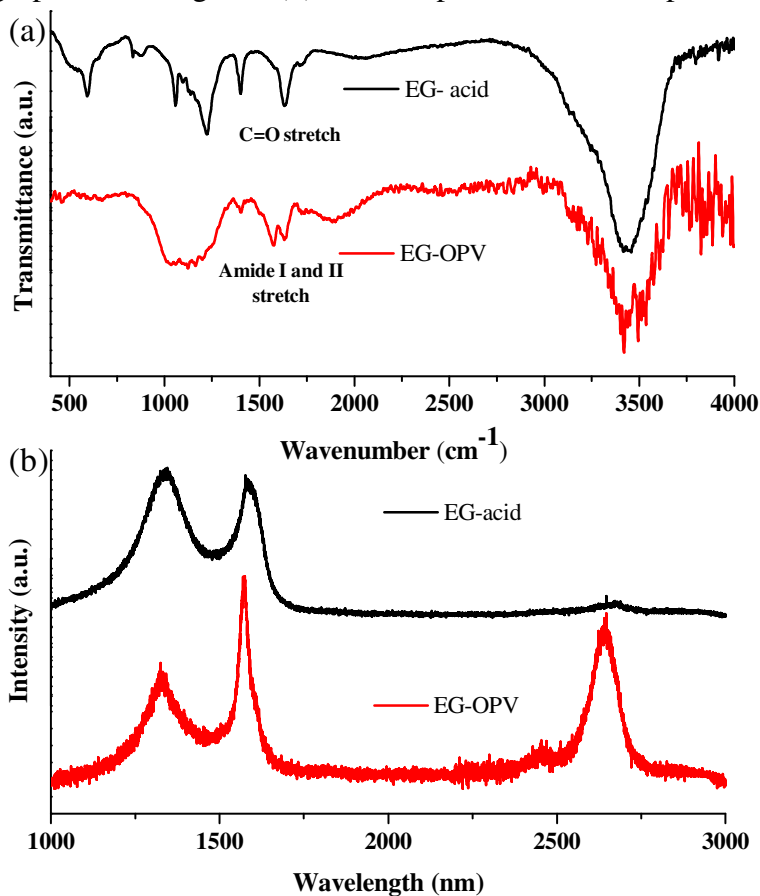 (a)
EG- acid
C=O stretch
EG-OPV
Amide I and II
stretch
Transmittance (a.u.)
500 1000 1500 2000 2500 3000 3500 4000
Wavenumber (cm-1)
(b)
EG-acid
EG-OPV
Intensity (a.u.)
1000 1500 2000 2500 3000
Wavelength (nm)